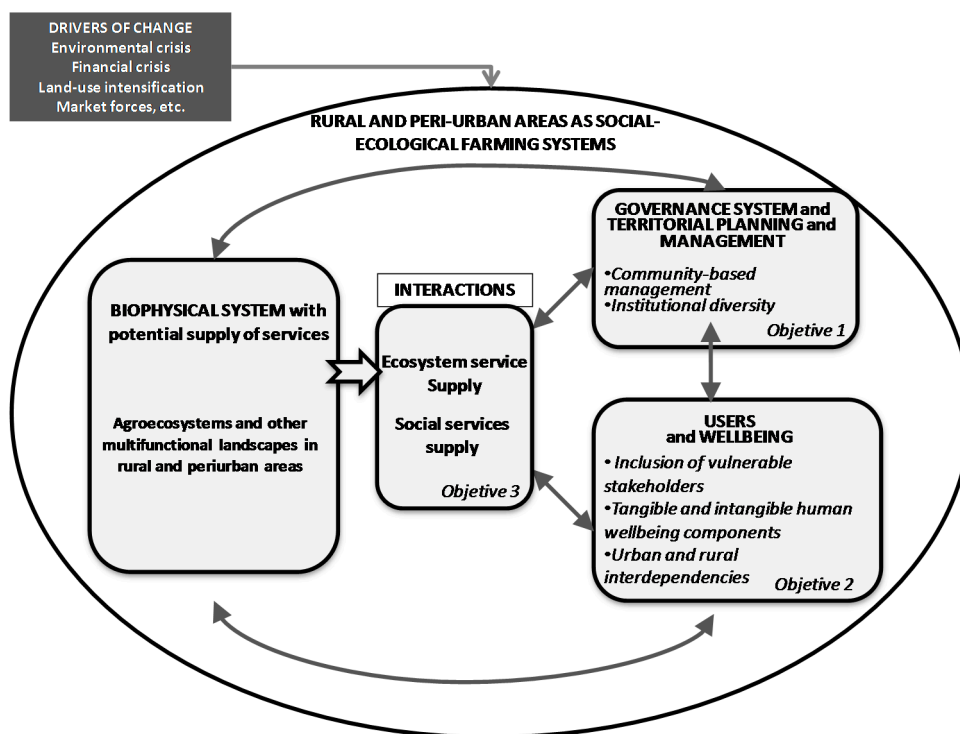 DRIVERS OF CHANGE
Environmental crisis
Financial crisis
Land-use intensification
Market forces, etc.
RURAL AND PERI-URBAN AREAS AS SOCIAL-
ECOLOGICAL FARMING SYSTEMS
GOVERNANCE SYSTEM and
TERRITORIAL PLANNING and
MANAGEMENT
•Community-based
management
•Institutional diversity
Objetive 1
BIOPHYSICAL SYSTEM with
potential supply of services
Agroecosystems and other
multifunctional landscapes in
rural and periurban areas
INTERACTIONS
Ecosystem service
Supply
Social services
supply
Objetive 3
USERS
and WELLBEING
• Inclusion of vulnerable
stakeholders
•Tangible and intangible human
wellbeing components
•Urban and rural
interdependencies
Objetive 2